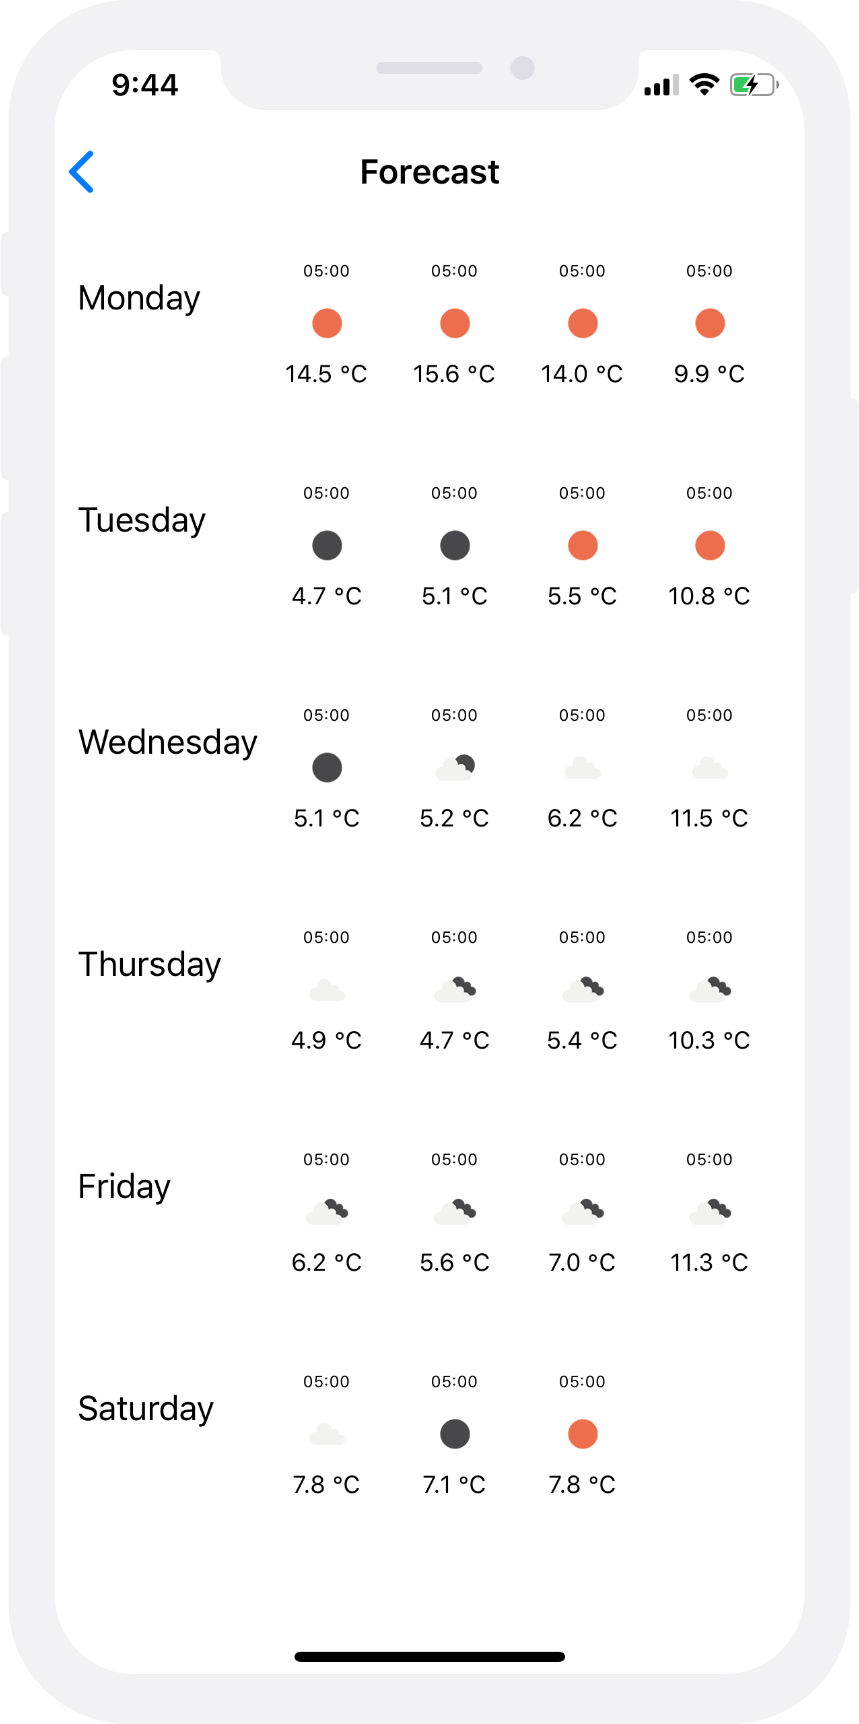 9:44
Forecast
Monday
05:00 05:00 05:00 05:00
14.5 °C 15.6 °C 14.0 °C 9.9 °C
Tuesday
05:00 05:00 05:00 05:00
4.7 °C 5.1 °C 5.5 °C 10.8 °C
Wednesday
05:00 05:00 05:00 05:00
5.1 °C 5.2 °C 6.2 °C 11.5 °C
Thursday
05:00 05:00 05:00 05:00
4.9 °C 4.7 °C 5.4 °C 10.3 °C
Friday
05:00 05:00 05:00 05:00
6.2 °C 5.6 °C 7.0 °C 11.3 °C
Saturday
05:00 05:00 05:00
7.8 °C 7.1 °C 7.8 °C